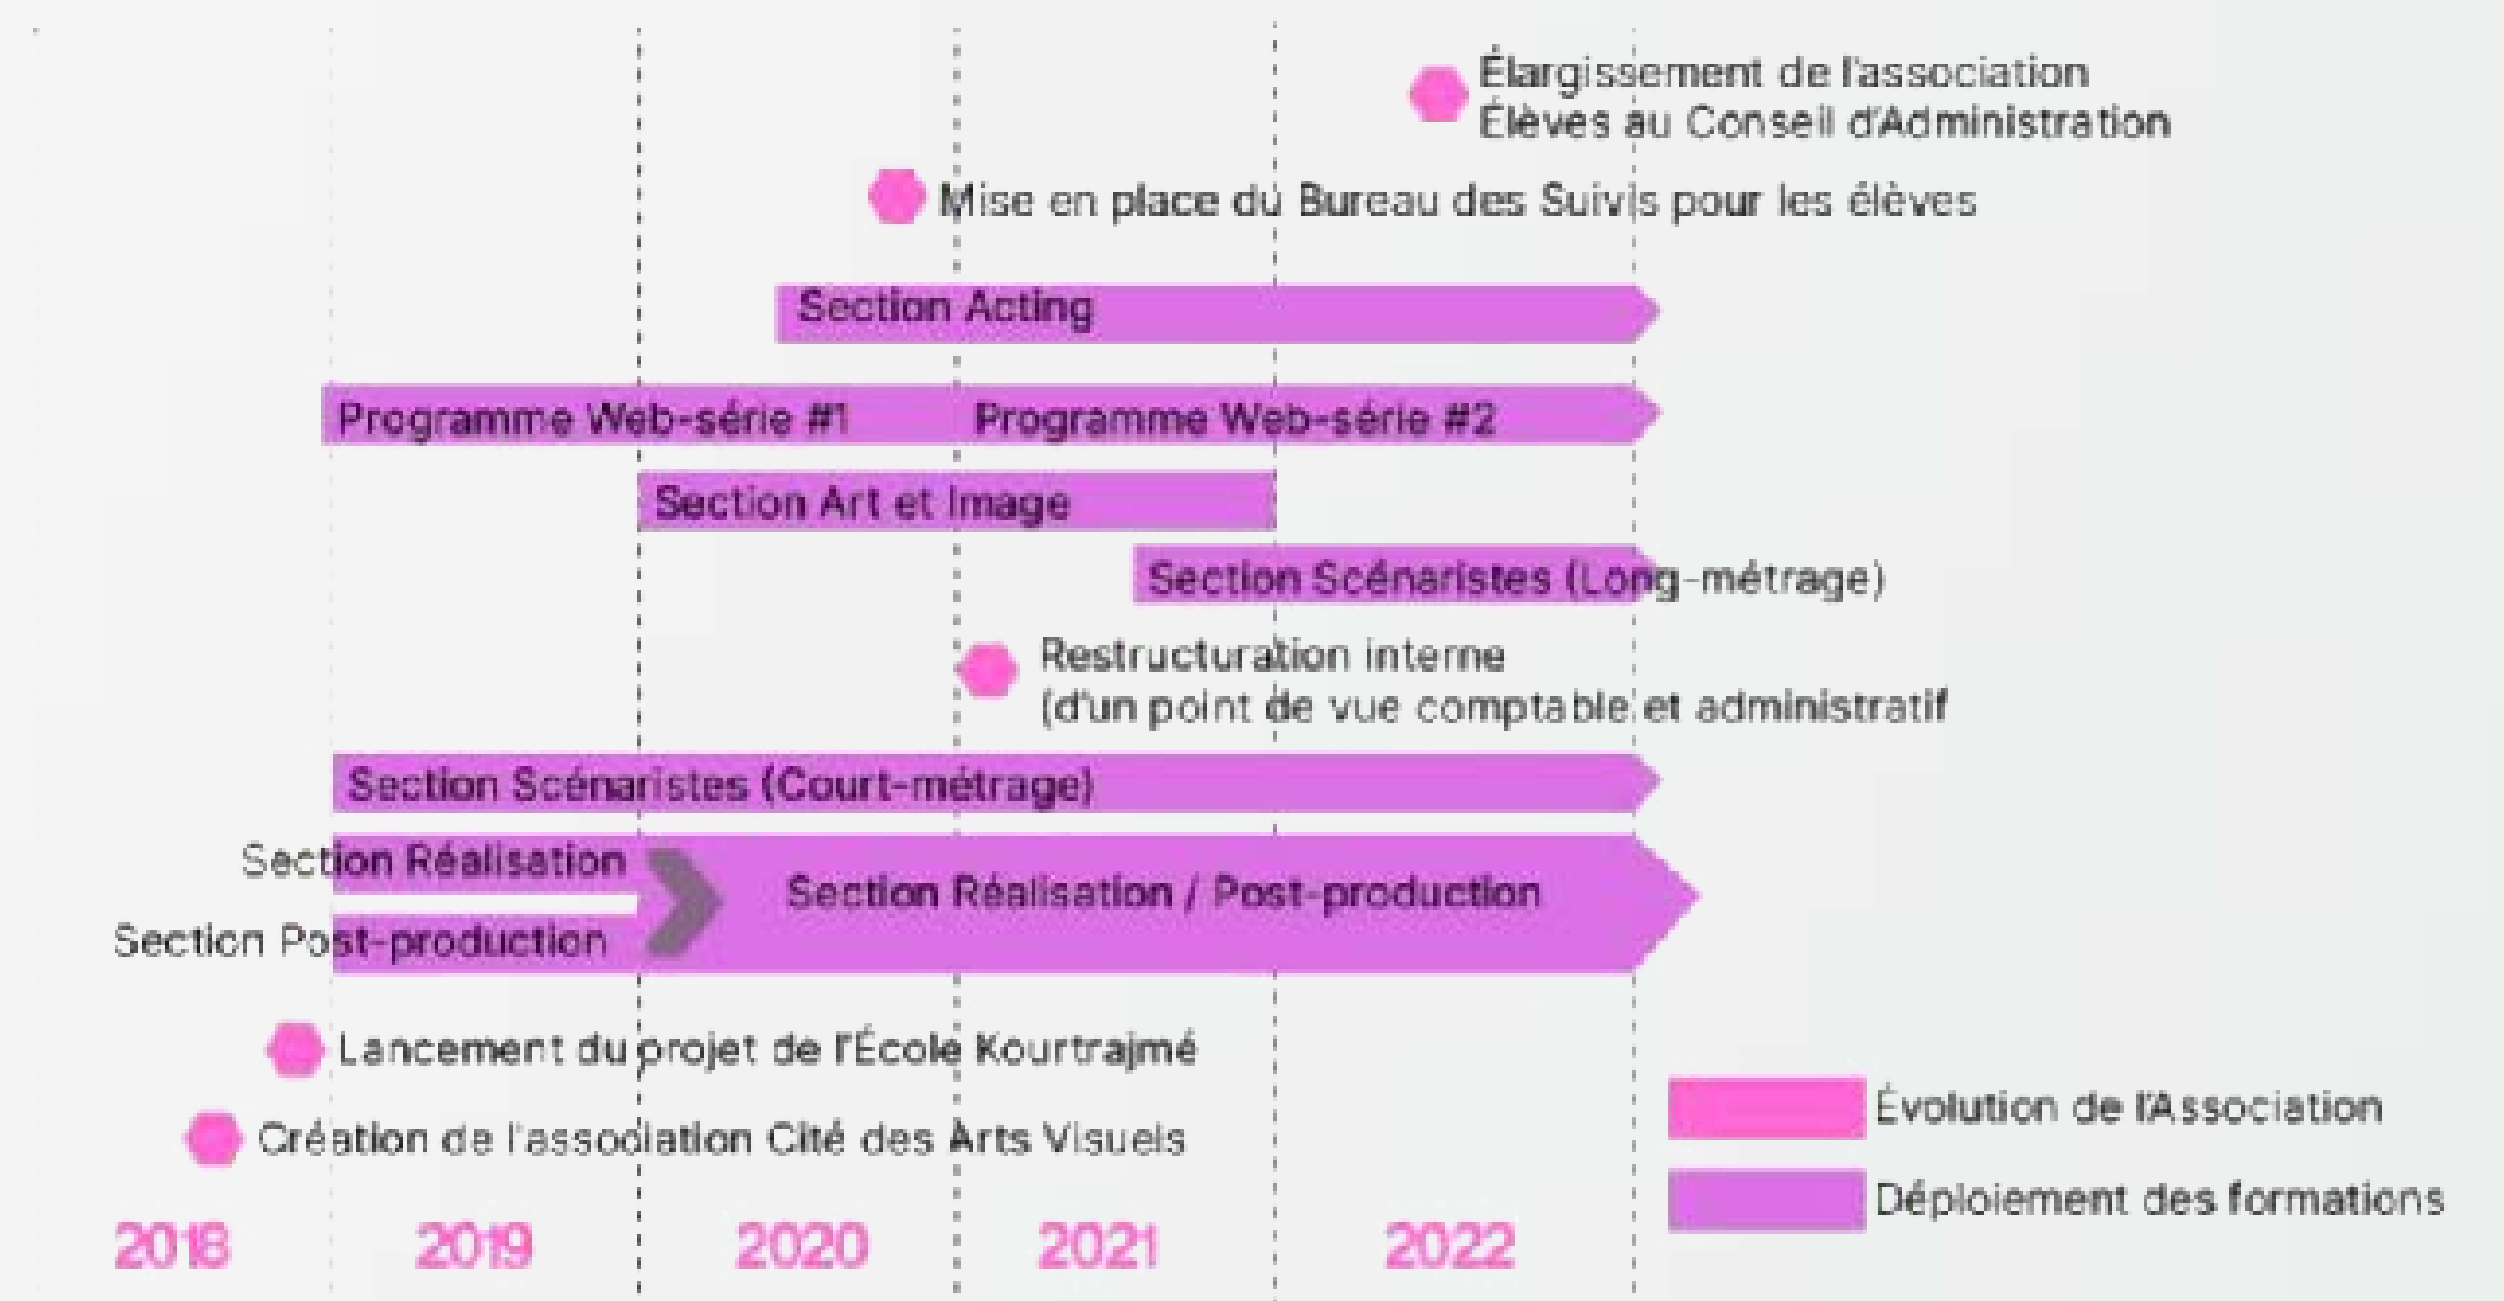 Élargissement de l'association
Élèves au Conseil d'Administration
Mise en place du Bureau des Suivis pour les élèves
Section Acting
Programme Web-série #1 Programme Web-série #2
Section Art et Image
Section Scénaristes (Long-métrage)
Restructuration interne
(d'un point de vue comptable et administratif
Section Scénaristes (Court-métrage)
Section Réalisation
Section Réalisation / Post-production
Section Post-production
Lancement du projet de l'École Kourtrajmé
Création de l'association Cité des Arts Visuels
Évolution de l'Association
Déploiement des formations
2018 2019 2020 2021 2022